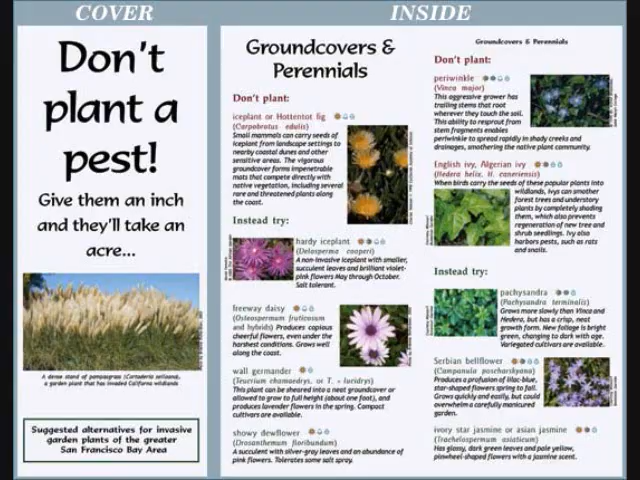 COVER
INSIDE
Don't
plant a
pest!
Give them an inch
and they'll take an
acre...
A dense stand of pampasgrass (Cortaderia selloana),
a garden plant that has invaded California wildlands
Suggested alternatives for invasive
garden plants of the greater
San Francisco Bay Area
Groundcovers &
Perennials
Don't plant:
iceplant or Hottentot fig
(Carpobrotus edulis)
Small mammals can carry seeds of
iceplant from landscape settings to
nearby coastal dunes and other
sensitive areas. The vigorous
groundcover forms impenetrable
mats that compete directly with
native vegetation, including several
rare and threatened plants along
the coast.
Instead try:
hardy iceplant
(Delosperma cooperi)
A non-invasive iceplant with smaller,
succulent leaves and brilliant violet-
pink flowers May through October.
Salt tolerant.
freeway daisy
(Osteospermum fruticosum
and hybrids) Produces copious
cheerful flowers, even under the
harshest conditions. Grows well
along the coast.
wall germander
(Teucrium chamaedrys, or T. × lucidrys)
This plant can be sheared into a neat groundcover or
allowed to grow to full height (about one foot), and
produces lavender flowers in the spring. Compact
cultivars are available.
showy dewflower
(Drosanthemum floribundum)
A succulent with silver-gray leaves and an abundance of
pink flowers. Tolerates some salt spray.
Groundcovers & Perennials
Don't plant:
periwinkle
(Vinca major)
This aggressive grower has
trailing stems that root
wherever they touch the soil.
This ability to resprout from
stem fragments enables
periwinkle to spread rapidly in shady creeks and
drainages, smothering the native plant community.
English ivy, Algerian ivy
(Hedera helix, H. canariensis)
When birds carry the seeds of these popular plants into
wildlands, ivys can smother
forest trees and understory
plants by completely shading
them, which also prevents
regeneration of new tree and
shrub seedlings. Ivy also
harbors pests, such as rats
and snails.
Instead try:
pachysandra
(Pachysandra terminalis)
Grows more slowly than Vinca and
Hedera, but has a crisp, neat
growth form. New foliage is bright
green, changing to dark with age.
Variegated cultivars are available.
Serbian bellflower
(Campanula poscharskyana)
Produces a profusion of lilac-blue,
star-shaped flowers spring to fall.
Grows quickly and easily, but could
overwhelm a carefully manicured
garden.
ivory star jasmine or asian jasmine
(Trachelospermum asiaticum)
Has glossy, dark green leaves and pale yellow,
pinwheel-shaped flowers with a jasmine scent.